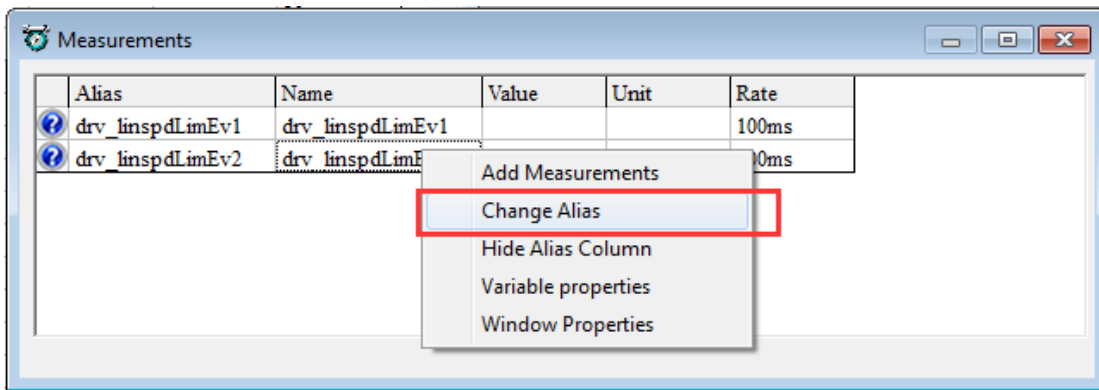 Measurements
Alias Name Value Unit Rate
drv_linspdLimEv1 drv_linspdLimEv1 100ms
drv_linspdLimEv2
Add Measurements
Change Alias
Hide Alias Column
Variable properties
Window Properties